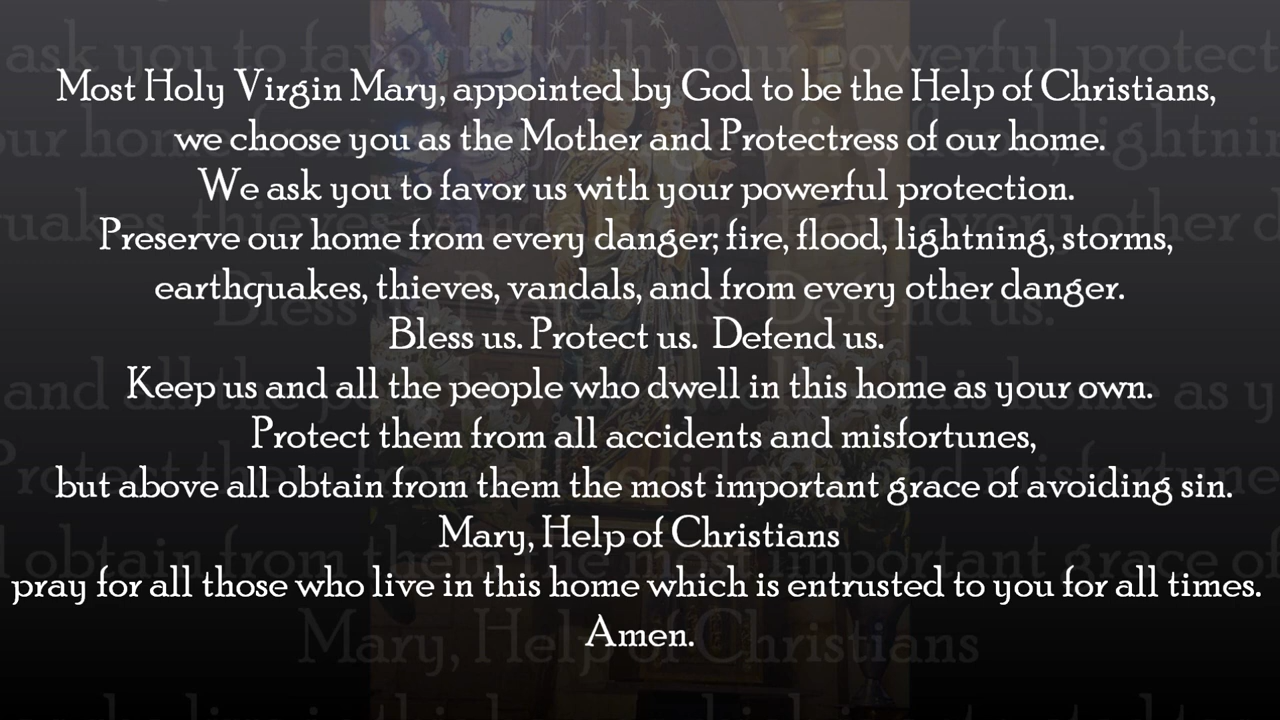 Most Holy Virgin Mary, appointed by God to be the Help of Christians,
we choose you as the Mother and Protectress of our home.
We ask you to favor us with your powerful protection.
Preserve our home from every danger; fire, flood, lightning, storms,
earthquakes, thieves, vandals, and from every other danger.
Bless us. Protect us.  Defend us.
Keep us and all the people who dwell in this home as your own.
Protect them from all accidents and misfortunes,
but above all obtain from them the most important grace of avoiding sin.
Mary, Help of Christians
pray for all those who live in this home which is entrusted to you for all times.
Amen.